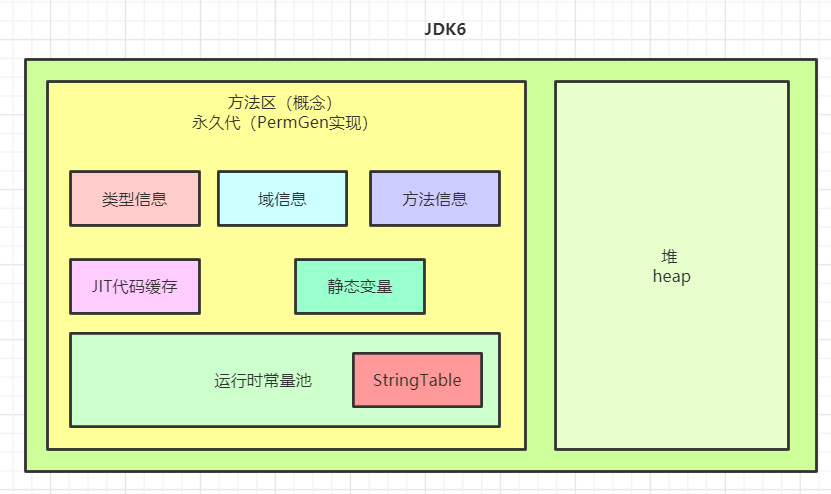 JDK6
方法区（概念）
永久代（PermGen实现）
类型信息
域信息
方法信息
JIT代码缓存
静态变量
运行时常量池
StringTable
堆
heap